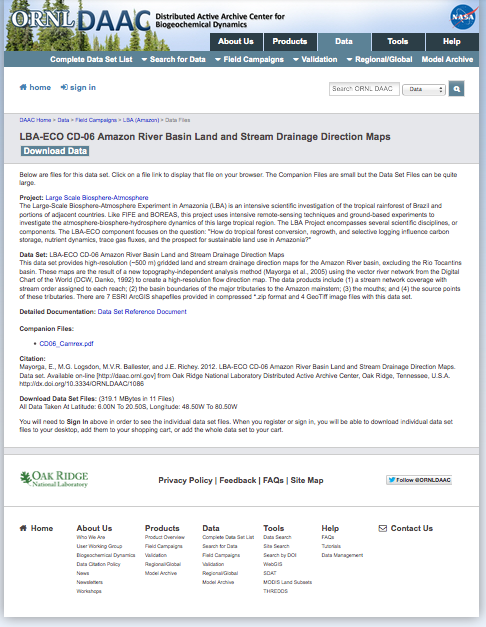 ORNL DAAC Distributed Active Archive Center for
Biogeochemical Dynamics
NASA
About Us Products Data Tools Help
Complete Data Set List Search for Data Field Campaigns Validation Regional/Global Model Archive
home sign in Search ORNL DAAC Data
DAAC Home > Data > Field Campaigns > LBA (Amazon) > Data Files
LBA-ECO CD-06 Amazon River Basin Land and Stream Drainage Direction Maps
Download Data
Below are files for this data set. Click on a file link to display that file on your browser. The Companion Files are small but the Data Set Files can be quite
large.
Project: Large Scale Biosphere-Atmosphere
The Large-Scale Biosphere-Atmosphere Experiment in Amazonia (LBA) is an intensive scientific investigation of the tropical rainforest of Brazil and
portions of adjacent countries. Like FIFE and BOREAS, this project uses intensive remote-sensing techniques and ground-based experiments to
investigate the atmosphere-biosphere-hydrosphere dynamics of this large tropical region. The LBA Project encompasses several scientific disciplines, or
components. The LBA-ECO component focuses on the question: "How do tropical forest conversion, regrowth, and selective logging influence carbon
storage, nutrient dynamics, trace gas fluxes, and the prospect for sustainable land use in Amazonia?"
Data Set: LBA-ECO CD-06 Amazon River Basin Land and Stream Drainage Direction Maps
This data set provides high-resolution (~500 m) gridded land and stream drainage direction maps for the Amazon River basin, excluding the Rio Tocantins
basin. These maps are the result of a new topography-independent analysis method (Mayorga et al., 2005) using the vector river network from the Digital
Chart of the World (DCW, Danko, 1992) to create a high-resolution flow direction map. The data products include (1) a stream network coverage with
stream order assigned to each reach; (2) the basin boundaries of the major tributaries to the Amazon mainstem; (3) the mouths; and (4) the source points
of these tributaries. There are 7 ESRI ArcGIS shapefiles provided in compressed *.zip format and 4 GeoTiff image files with this data set.
Detailed Documentation: Data Set Reference Document
Companion Files:
• CD06_Camrex.pdf
Citation:
Mayorga, E., M.G. Logsdon, M.V.R. Ballester, and J.E. Richey. 2012. LBA-ECO CD-06 Amazon River Basin Land and Stream Drainage Direction Maps.
Data set. Available on-line [http://daac.ornl.gov] from Oak Ridge National Laboratory Distributed Active Archive Center, Oak Ridge, Tennessee, U.S.A.
http://dx.doi.org/10.3334/ORNLDAAC/1086
Download Data Set Files: (319.1 MBytes in 11 Files)
All Data Taken At Latitude: 6.00N To 20.50S, Longitude: 48.50W To 80.50W
You will need to Sign In above in order to see the individual data set files. When you register or sign in, you will be able to download individual data set
files to your desktop, add them to your shopping cart, or add the whole data set to your cart.
OAK RIDGE
National Laboratory
Privacy Policy | Feedback | FAQs | Site Map
Follow @ORNLDAAC
Home About Us Products Data Tools Help Contact Us
Who We Are Product Overview Complete Data Set List Data Search FAQs
User Working Group Field Campaigns Search for Data Site Search Tutorials
Biogeochemical Dynamics Validation Field Campaigns Search by DOI Data Management
Data Citation Policy Regional/Global Validation WebGIS
News Model Archive Regional/Global SDAT
Newsletters Model Archive MODIS Land Subsets
Workshops THREDDS